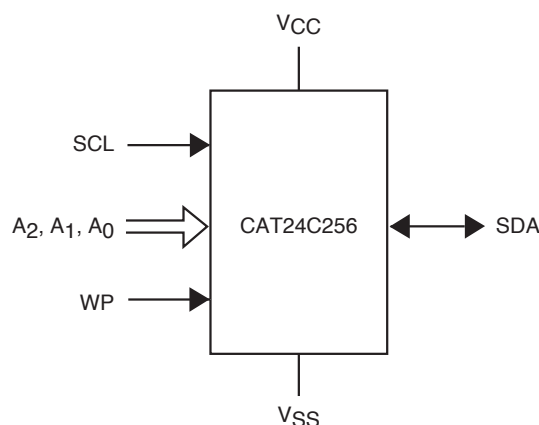 VCC
SCL
A2, A1, A0
CAT24C256
SDA
WP
VSS